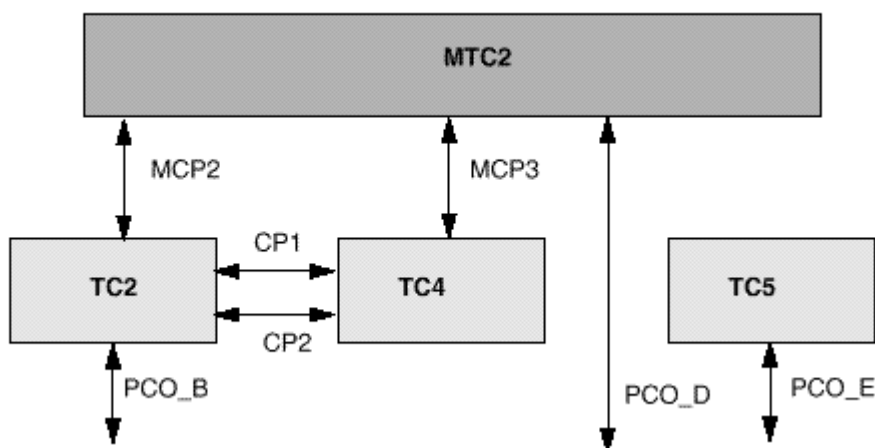 MTC2
MCP2
MCP3
CP1
TC2
TC4
TC5
CP2
PCO_B
PCO_D
PCO_E